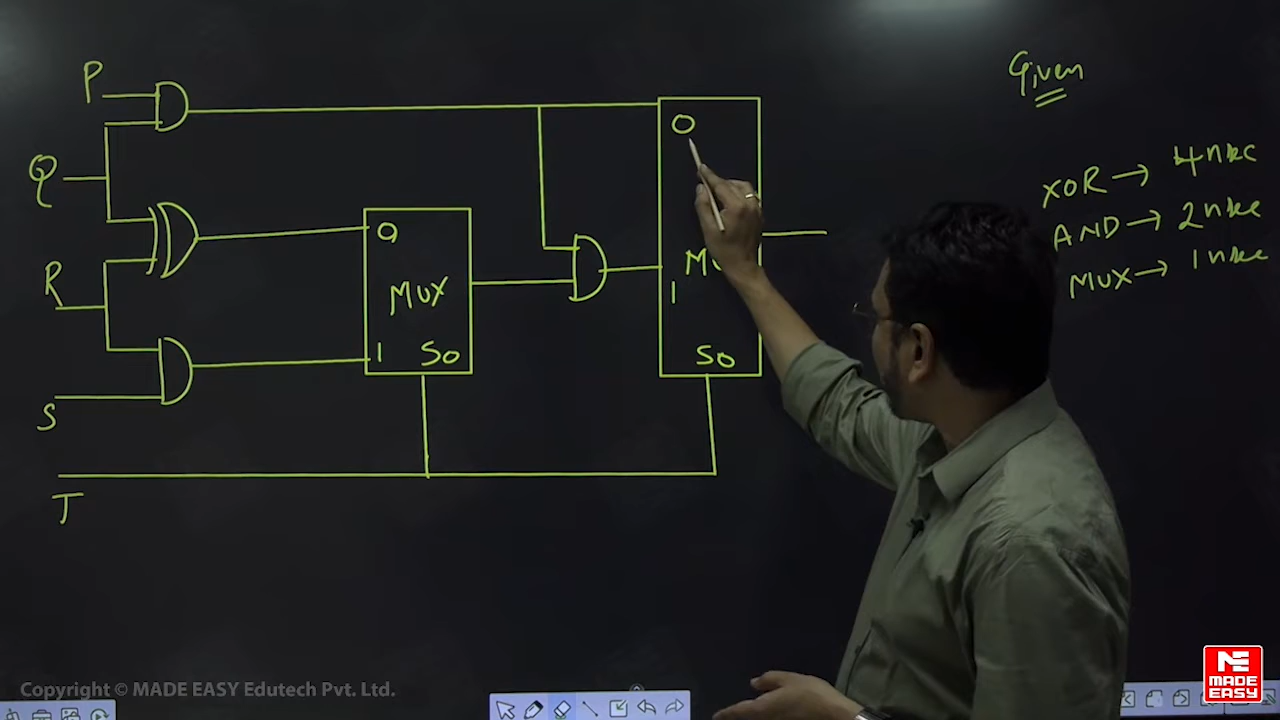 Given
P
Q
R
S
T
XOR → 4nsec
AND → 2nsec
MUX → 1nsec
0
MUX
1 S0
0
1
S0
Copyright © MADE EASY Edutech Pvt. Ltd.
MADE
EASY